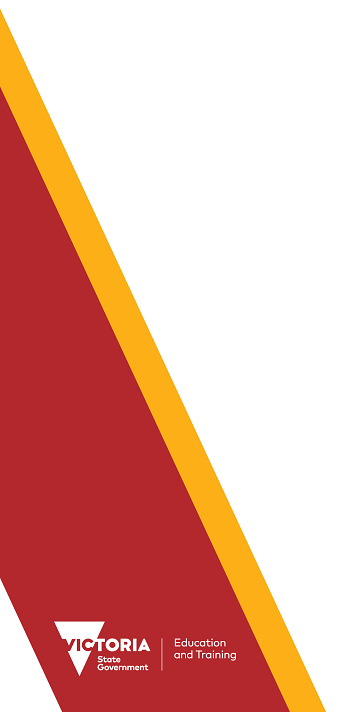 VICTORIA
State
Government
Education
and Training